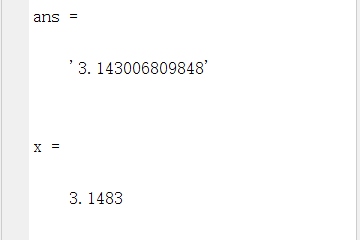 ans =
'3.143006809848'
x =
3.1483